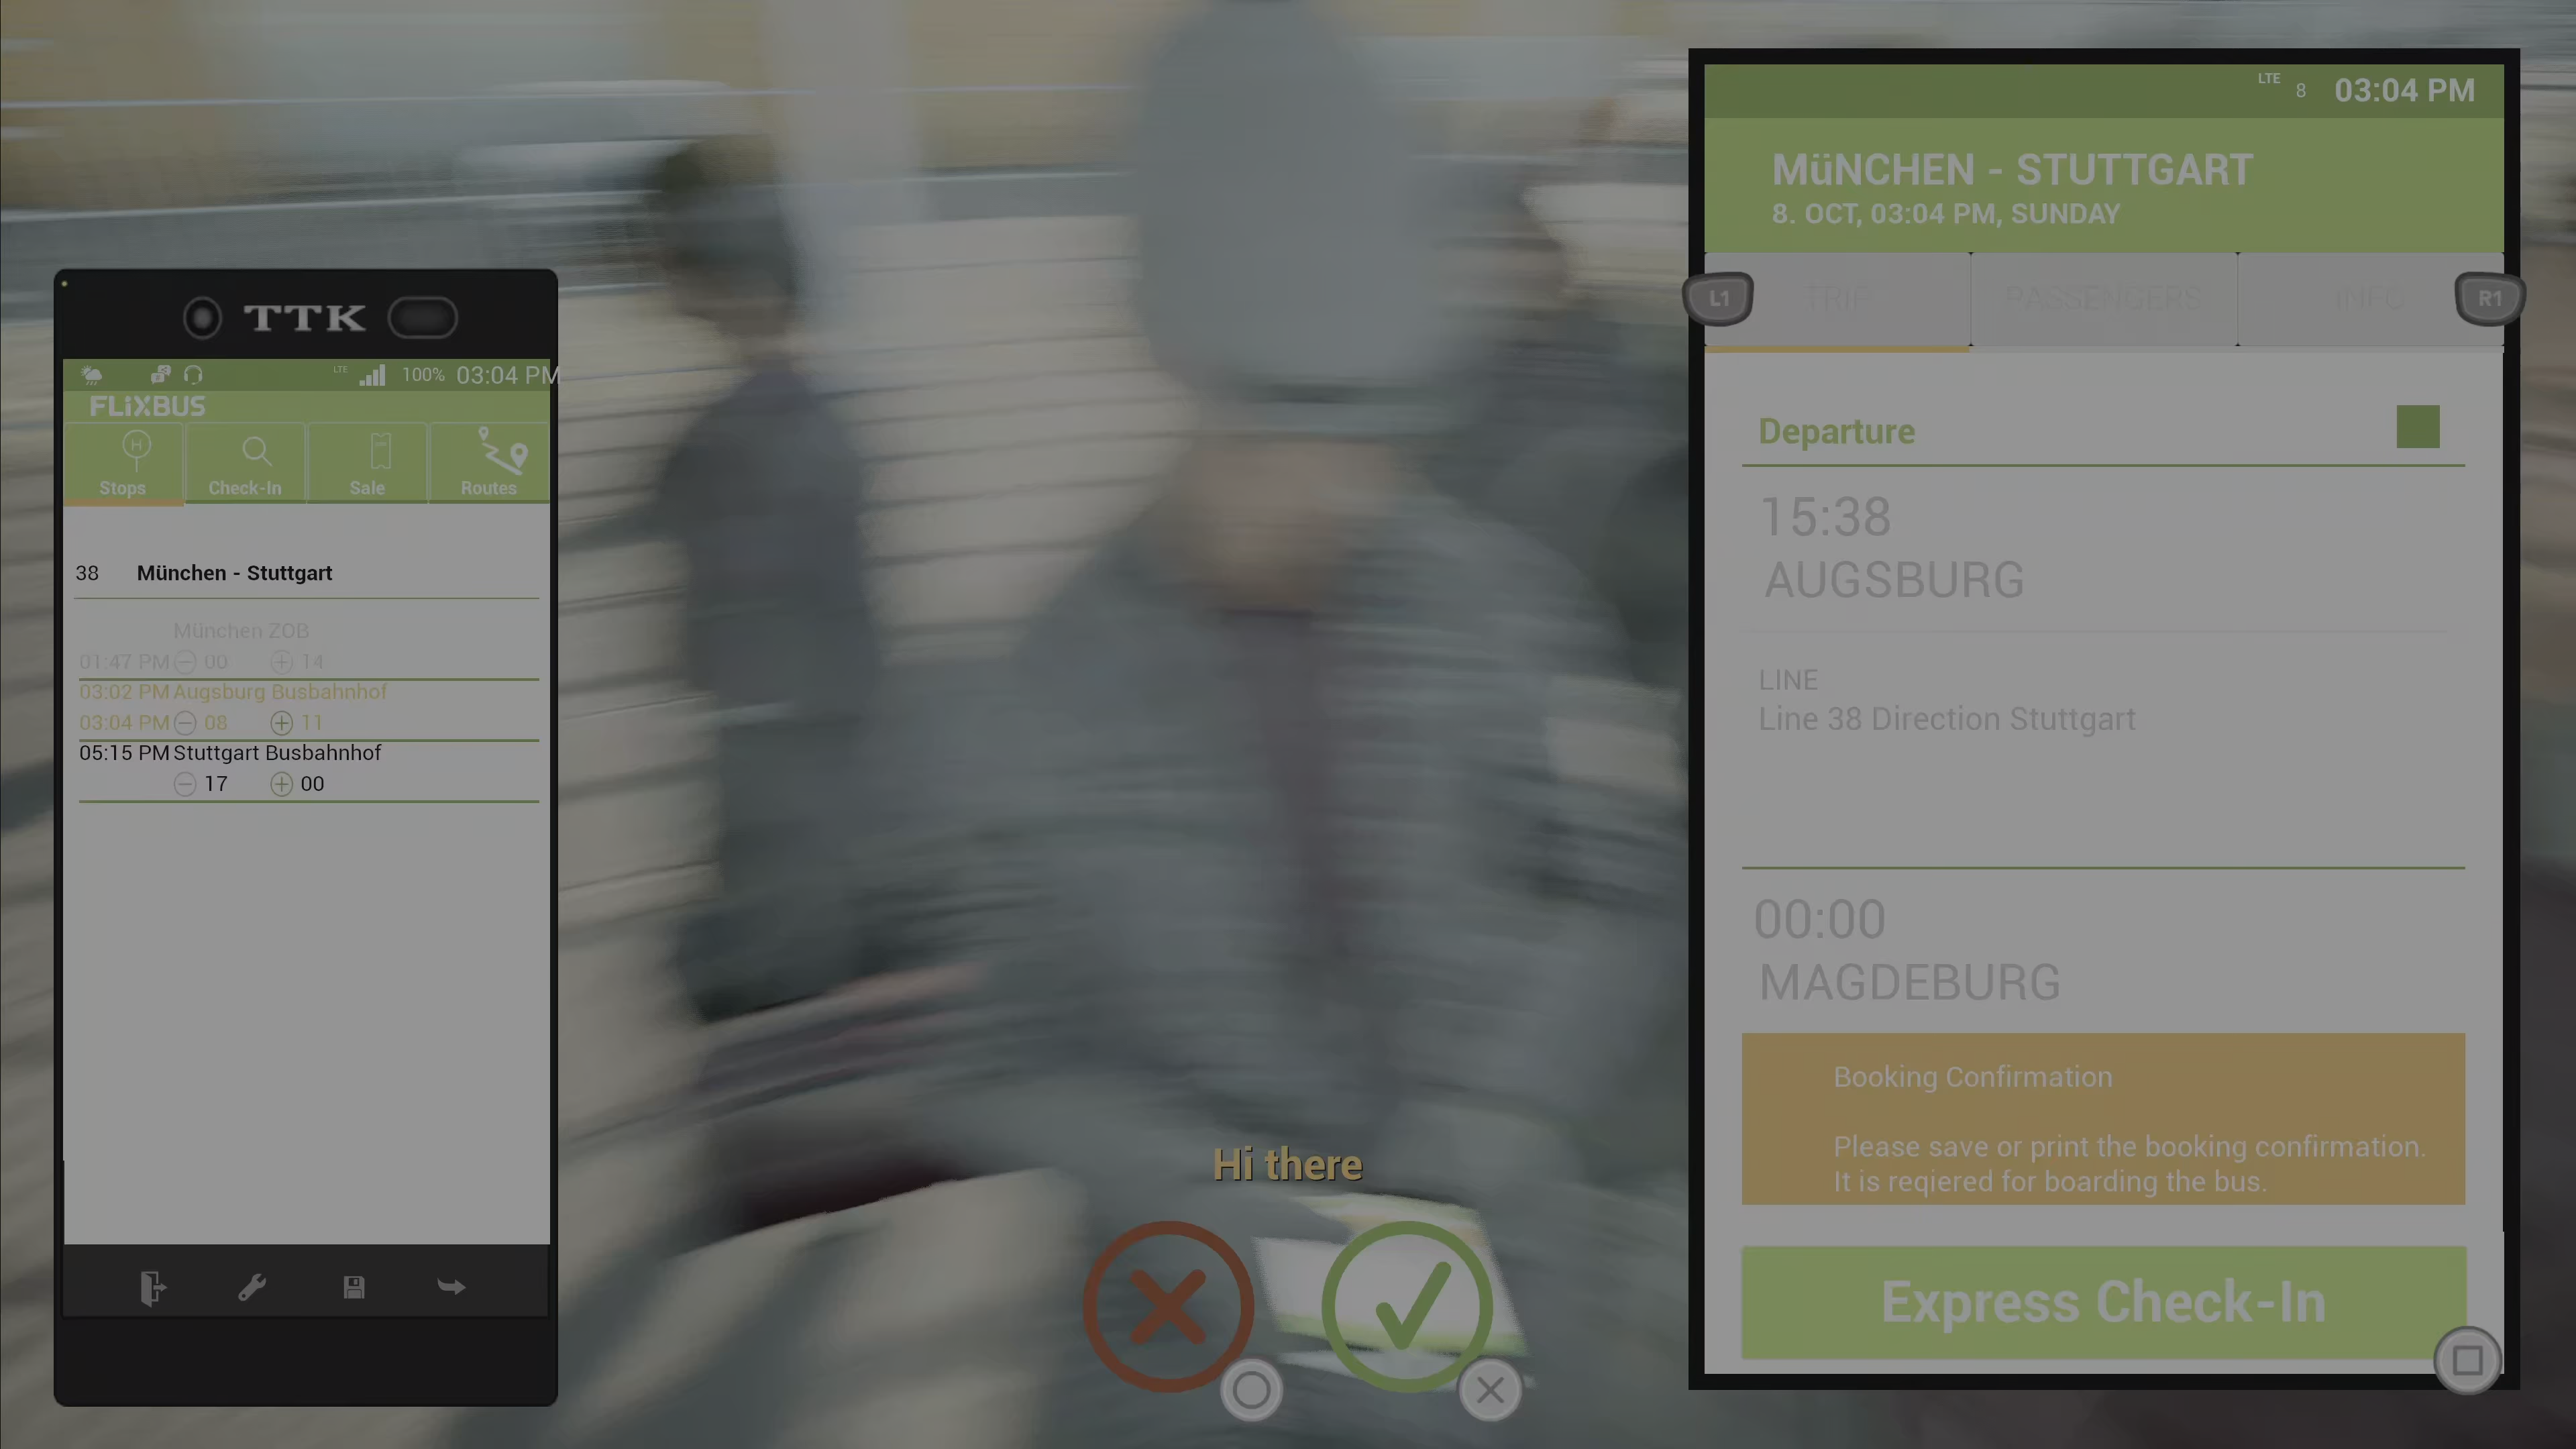 TTK
LTE 100% 03:04 PM
FLiXBUS
H
Stops Check-In Sale Routes
38 München - Stuttgart
München ZOB
01:47 PM 00 14
03:02 PM Augsburg Busbahnhof
03:04 PM 08 11
05:15 PM Stuttgart Busbahnhof
17 00
Hi there
LTE 8 03:04 PM
MüNCHEN - STUTTGART
8. OCT, 03:04 PM, SUNDAY
L1 TRIP PASSENGERS INFO R1
Departure
15:38
AUGSBURG
LINE
Line 38 Direction Stuttgart
00:00
MAGDEBURG
Booking Confirmation
Please save or print the booking confirmation.
It is reqiered for boarding the bus.
Express Check-In